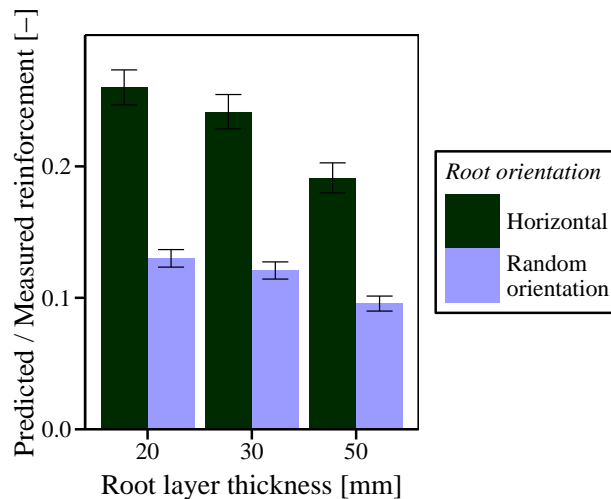 Predicted / Measured reinforcement [−]
0.2
0.1
0.0
20
30
50
Root layer thickness [mm]
Root orientation
Horizontal
Random
orientation